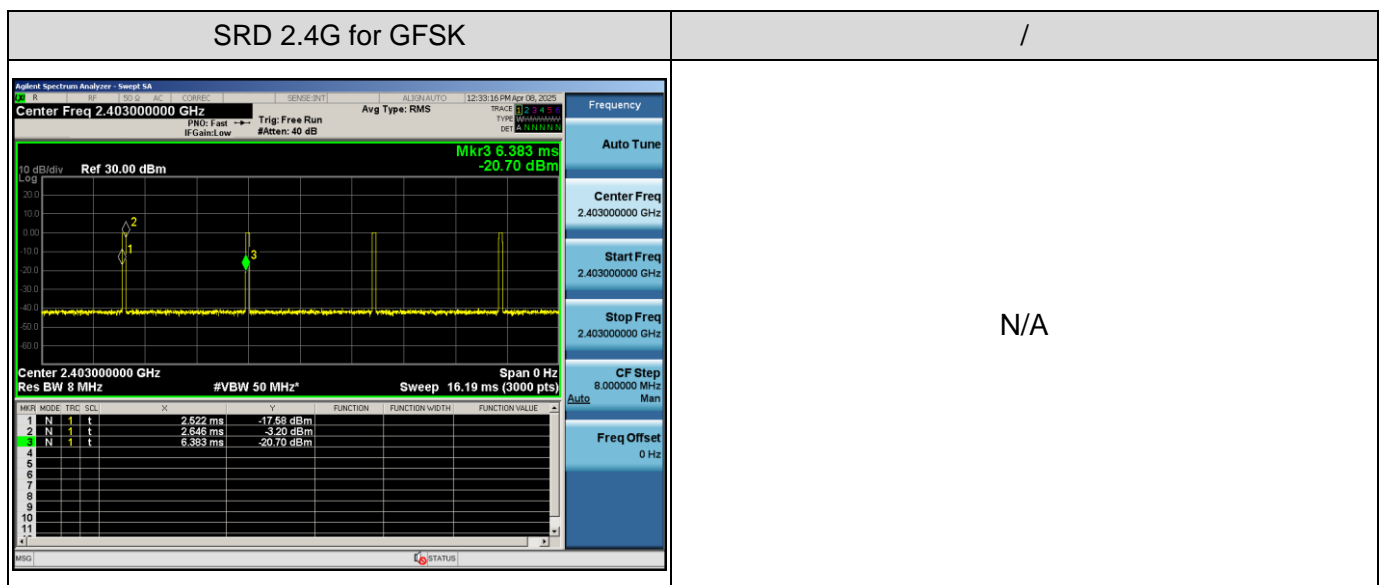 SRD 2.4G for GFSK
/
Agilent Spectrum Analyzer - Swept SA
R RF 50 Ω AC CORREC SENSE:INT ALIGN AUTO 12:33:16 PM Apr 08, 2025
Center Freq 2.403000000 GHz
PNO: Fast
IFGain:Low
Trig: Free Run
#Atten: 40 dB
Avg Type: RMS
TRACE 1 2 3 4 5 6
TYPE
DET A N N N N N
Mkr3 6.383 ms
-20.70 dBm
10 dB/div Ref 30.00 dBm
Log
20.0
10.0
0.00
-10.0
-20.0
-30.0
-40.0
-50.0
-60.0
2
1
3
Center 2.403000000 GHz Span 0 Hz
Res BW 8 MHz #VBW 50 MHz* Sweep 16.19 ms (3000 pts)
MKR MODE TRC SCL X Y FUNCTION FUNCTION WIDTH FUNCTION VALUE
1 N 1 t 2.522 ms -17.58 dBm
2 N 1 t 2.646 ms -3.20 dBm
3 N 1 t 6.383 ms -20.70 dBm
4
5
6
7
8
9
10
11
MSG STATUS
Frequency
Auto Tune
Center Freq
2.403000000 GHz
Start Freq
2.403000000 GHz
Stop Freq
2.403000000 GHz
CF Step
8.000000 MHz
Auto Man
Freq Offset
0 Hz
N/A